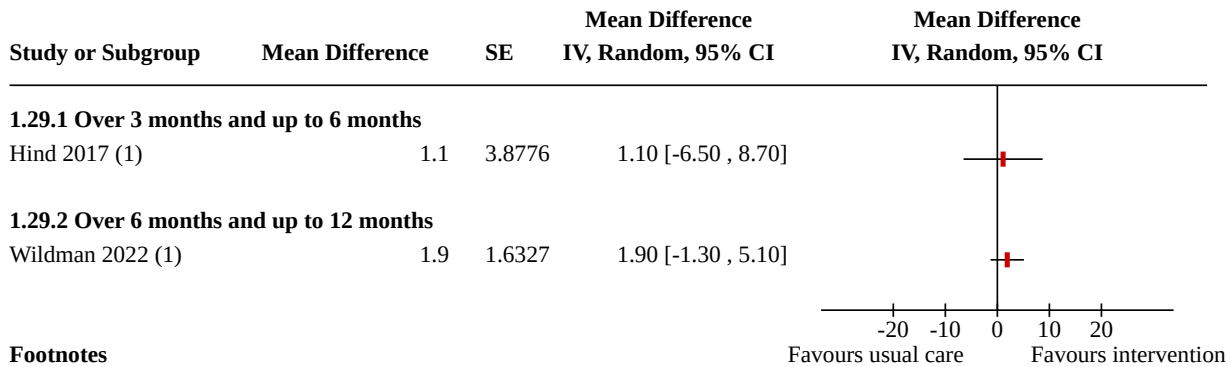 Mean Difference Mean Difference
Study or Subgroup Mean Difference SE IV, Random, 95% CI IV, Random, 95% CI
1.29.1 Over 3 months and up to 6 months
Hind 2017 (1) 1.1 3.8776 1.10 [-6.50 , 8.70]
1.29.2 Over 6 months and up to 12 months
Wildman 2022 (1) 1.9 1.6327 1.90 [-1.30 , 5.10]
-20 -10 0 10 20
Footnotes Favours usual care Favours intervention